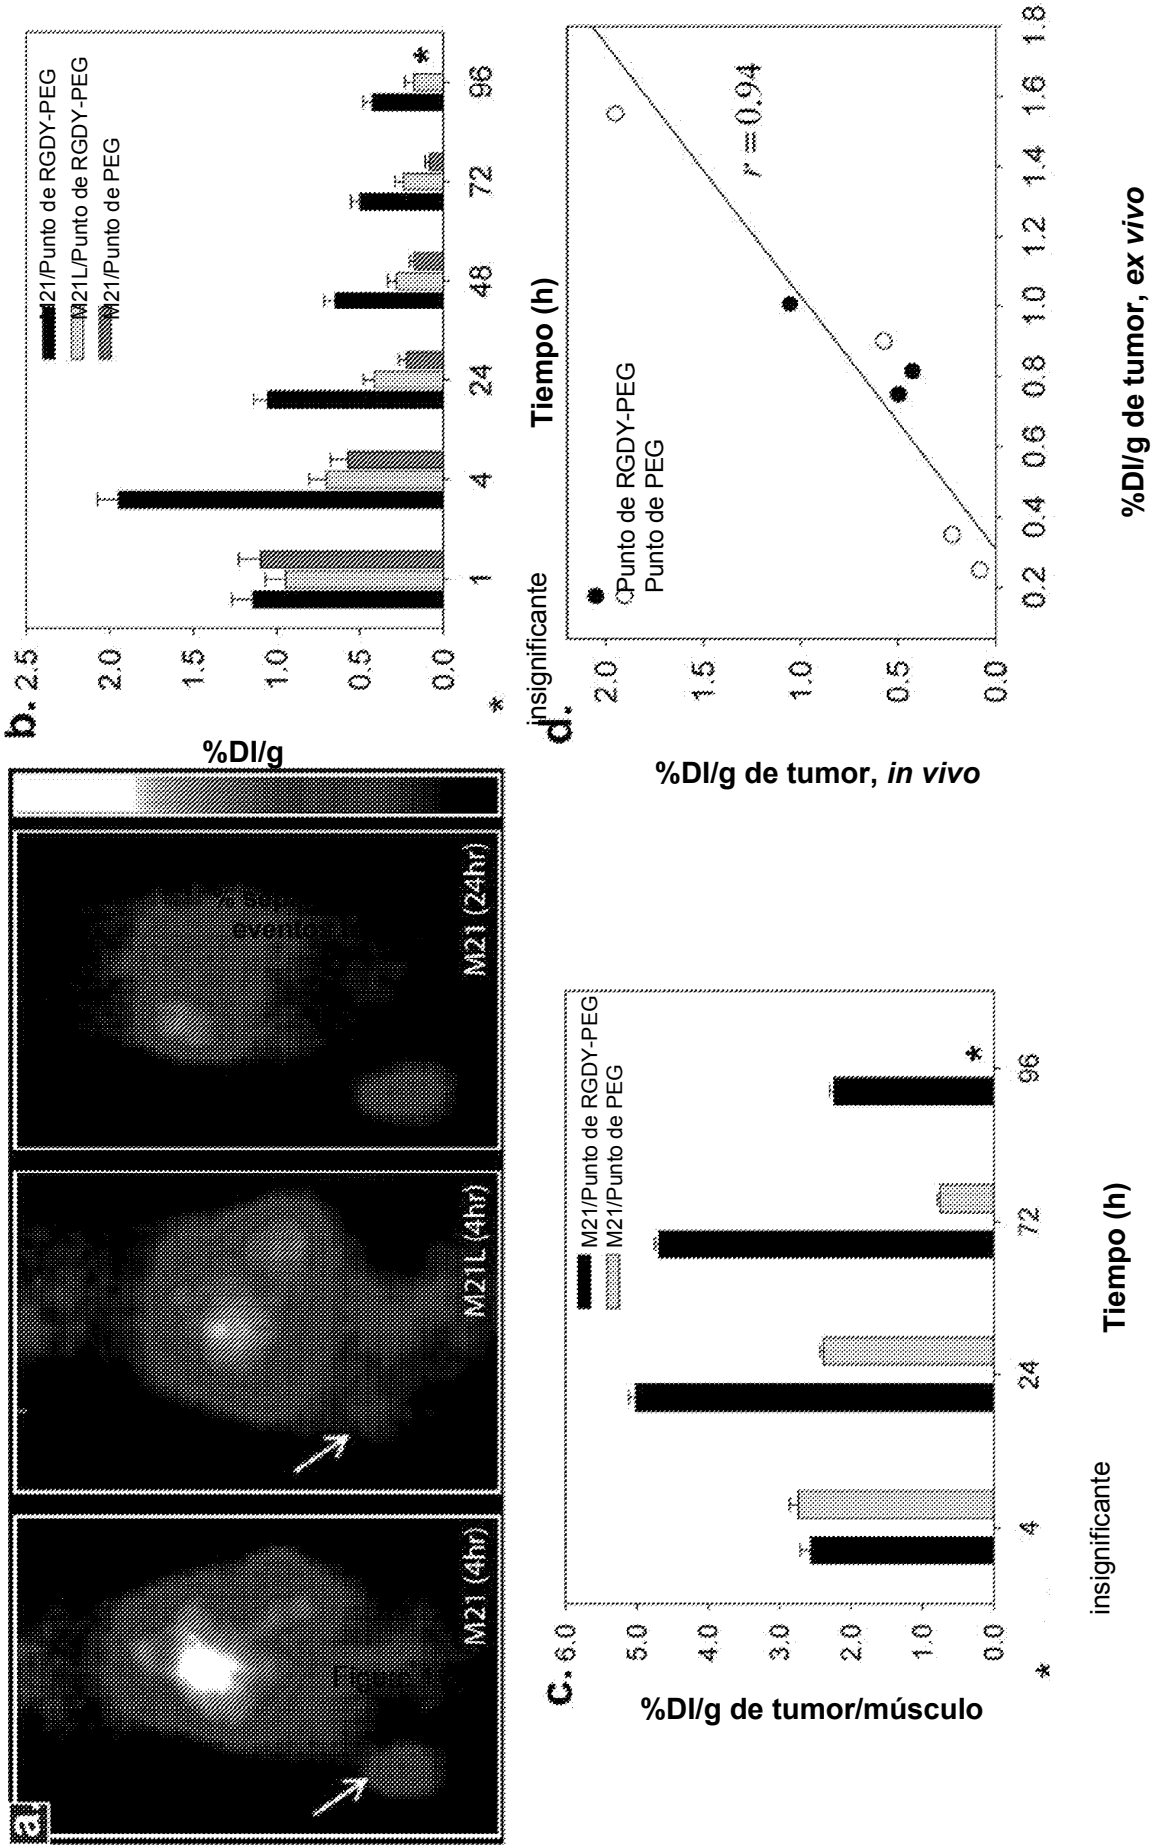 a.
M21 (4hr)
M21L (4hr)
M21 (24hr)
eventos
b.
%DI/g
2.5
2.0
1.5
1.0
0.5
0.0
M21/Punto de RGDY-PEG
M21L/Punto de RGDY-PEG
M21/Punto de PEG
*
1 4 24 48 72 96
Tiempo (h)
* insignificante
c.
%DI/g de tumor/músculo
6.0
5.0
4.0
3.0
2.0
1.0
0.0
M21/Punto de RGDY-PEG
M21/Punto de PEG
*
4 24 72 96
Tiempo (h)
* insignificante
d.
%DI/g de tumor, in vivo
2.0
1.5
1.0
0.5
0.0
Punto de RGDY-PEG
Punto de PEG
r = 0.94
0.2 0.4 0.6 0.8 1.0 1.2 1.4 1.6 1.8
%DI/g de tumor, ex vivo